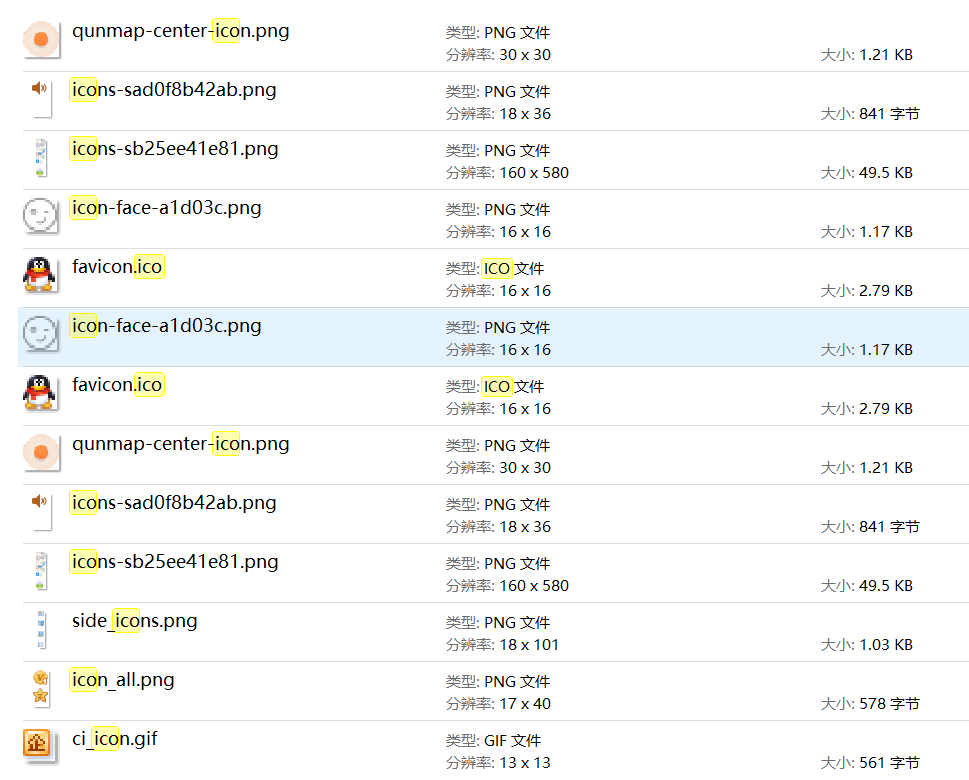 qunmap-center-icon.png
类型: PNG 文件
分辨率: 30 x 30
大小: 1.21 KB
icons-sad0f8b42ab.png
类型: PNG 文件
分辨率: 18 x 36
大小: 841 字节
icons-sb25ee41e81.png
类型: PNG 文件
分辨率: 160 x 580
大小: 49.5 KB
icon-face-a1d03c.png
类型: PNG 文件
分辨率: 16 x 16
大小: 1.17 KB
favicon.ico
类型: ICO 文件
分辨率: 16 x 16
大小: 2.79 KB
icon-face-a1d03c.png
类型: PNG 文件
分辨率: 16 x 16
大小: 1.17 KB
favicon.ico
类型: ICO 文件
分辨率: 16 x 16
大小: 2.79 KB
qunmap-center-icon.png
类型: PNG 文件
分辨率: 30 x 30
大小: 1.21 KB
icons-sad0f8b42ab.png
类型: PNG 文件
分辨率: 18 x 36
大小: 841 字节
icons-sb25ee41e81.png
类型: PNG 文件
分辨率: 160 x 580
大小: 49.5 KB
side_icons.png
类型: PNG 文件
分辨率: 18 x 101
大小: 1.03 KB
icon_all.png
类型: PNG 文件
分辨率: 17 x 40
大小: 578 字节
企
ci_icon.gif
类型: GIF 文件
分辨率: 13 x 13
大小: 561 字节